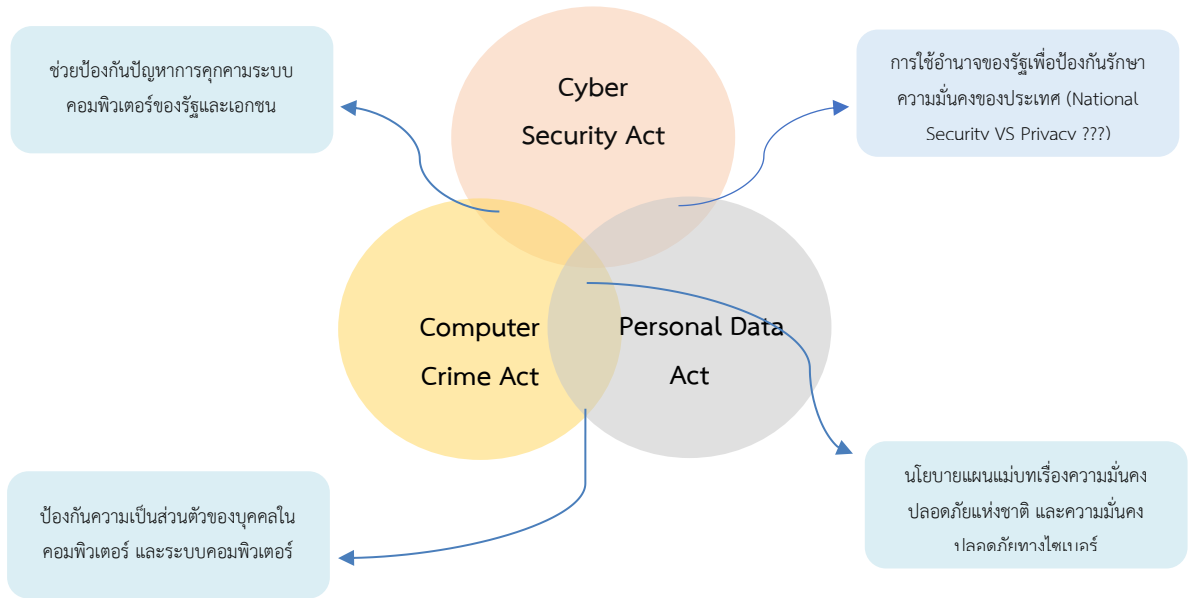 ช่วยป้องกันปัญหาการคุกคามระบบ
คอมพิวเตอร์ของรัฐและเอกชน
Cyber
Security Act
การใช้อำนาจของรัฐเพื่อป้องกันรักษา
ความมั่นคงของประเทศ (National
Security VS Privacy ???)
Computer
Crime Act
Personal Data
Act
ป้องกันความเป็นส่วนตัวของบุคคลใน
คอมพิวเตอร์ และระบบคอมพิวเตอร์
นโยบายแผนแม่บทเรื่องความมั่นคง
ปลอดภัยแห่งชาติ และความมั่นคง
ปลอดภัยทางไซเบอร์